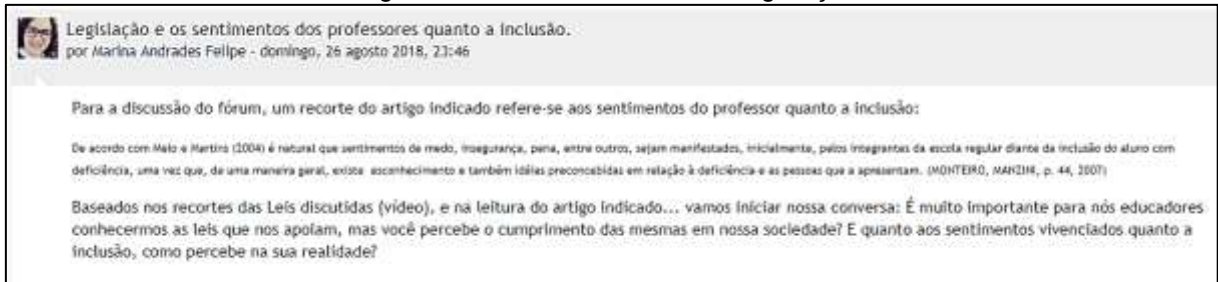 Legislação e os sentimentos dos professores quanto a inclusão.
por Marina Andrades Felipe - domingo, 26 agosto 2018, 23:46
Para a discussão do fórum, um recorte do artigo indicado refere-se aos sentimentos do professor quanto a inclusão:
De acordo com Melo e Martins (2004) é natural que sentimentos de medo, insegurança, pena, entre outros, sejam manifestados, inicialmente, pelos integrantes da escola regular diante da inclusão do aluno com
deficiência, uma vez que, de uma maneira geral, existe esconhecimento e também idéias preconcebidas em relação à deficiência e as pessoas que a apresentam. (MONTEIRO, MANZINI, p. 44, 2007)
Baseados nos recortes das Leis discutidas (vídeo), e na leitura do artigo indicado... vamos iniciar nossa conversa: É muito importante para nós educadores
conhecermos as leis que nos apoiam, mas você percebe o cumprimento das mesmas em nossa sociedade? E quanto aos sentimentos vivenciados quanto a
inclusão, como percebe na sua realidade?